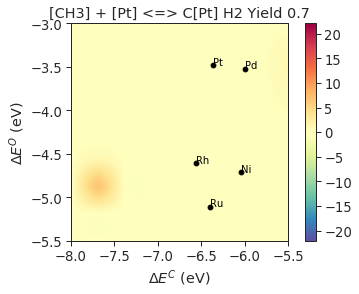 [CH3] + [Pt] <=> C[Pt] H2 Yield 0.7
−3.0
−3.5
−4.0
−4.5
−5.0
−5.5
ΔE^O (eV)
Pt
Pd
Rh
Ni
Ru
−8.0 −7.5 −7.0 −6.5 −6.0 −5.5
ΔE^C (eV)
20
15
10
5
0
−5
−10
−15
−20